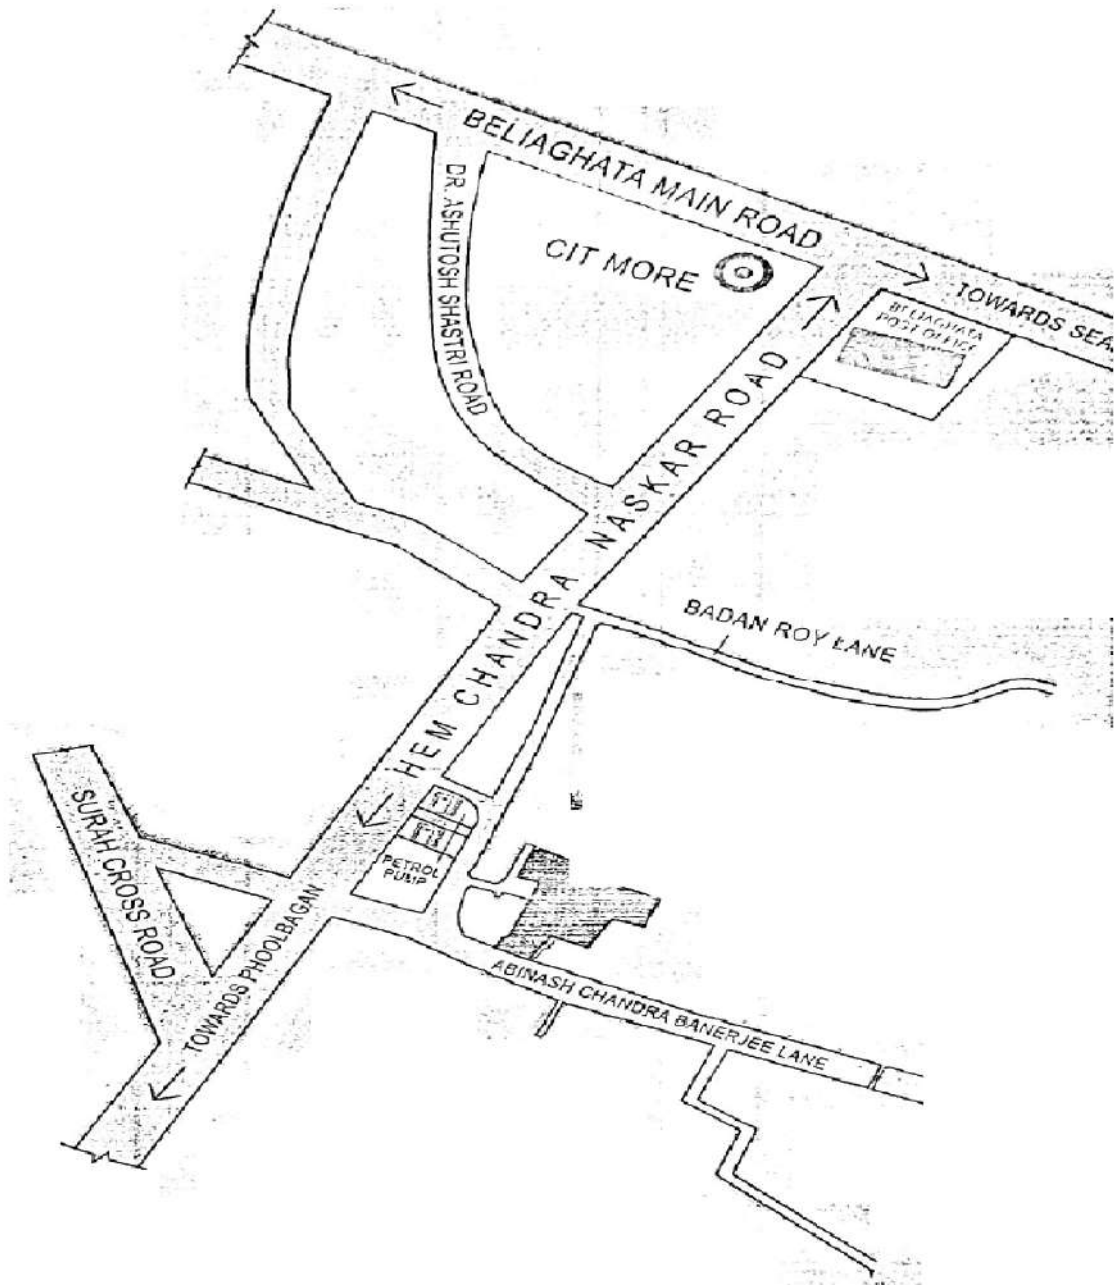 BELIAGHATA MAIN ROAD
DR. ASHUTOSH SHASTRI ROAD
CIT MORE
TOWARDS SEA
BELIAGHATA
POST OFFICE
HEM CHANDRA NASKAR ROAD
BADAN ROY LANE
SURAH CROSS ROAD
PETROL
PUMP
TOWARDS PHOOLBAGAN
ABINASH CHANDRA BANERJEE LANE